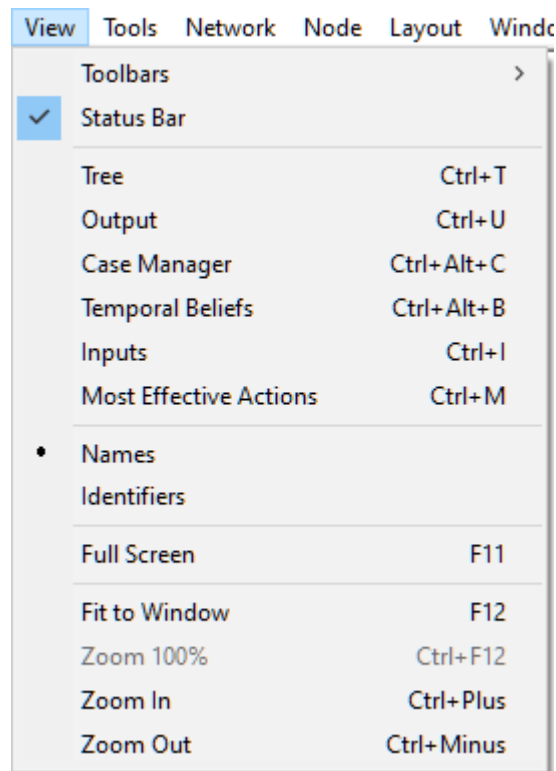 View Tools Network Node Layout Windo
Toolbars >
Status Bar
Tree Ctrl+T
Output Ctrl+U
Case Manager Ctrl+Alt+C
Temporal Beliefs Ctrl+Alt+B
Inputs Ctrl+I
Most Effective Actions Ctrl+M
Names
Identifiers
Full Screen F11
Fit to Window F12
Zoom 100% Ctrl+F12
Zoom In Ctrl+Plus
Zoom Out Ctrl+Minus